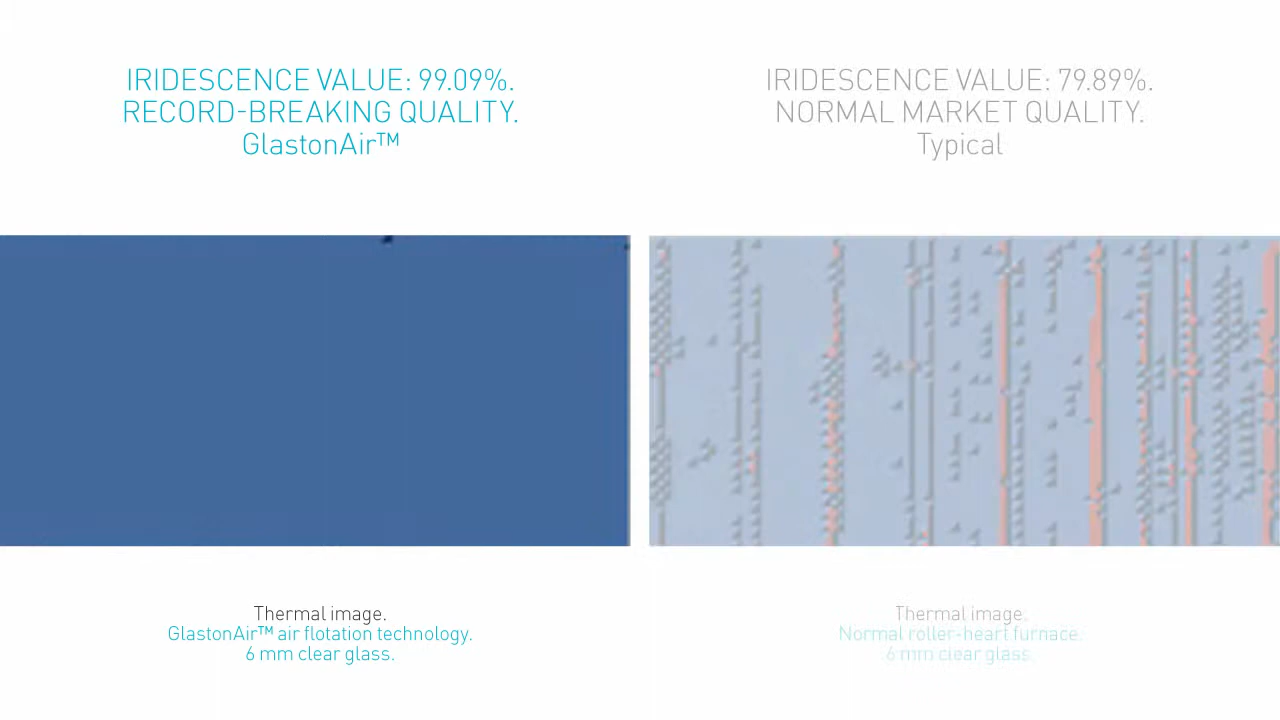 IRIDESCENCE VALUE: 99.09%.
RECORD-BREAKING QUALITY.
GlastonAir™
IRIDESCENCE VALUE: 79.89%.
NORMAL MARKET QUALITY.
Typical
Thermal image.
GlastonAir™ air flotation technology.
6 mm clear glass.
Thermal image.
Normal roller-heart furnace.
6 mm clear glass.